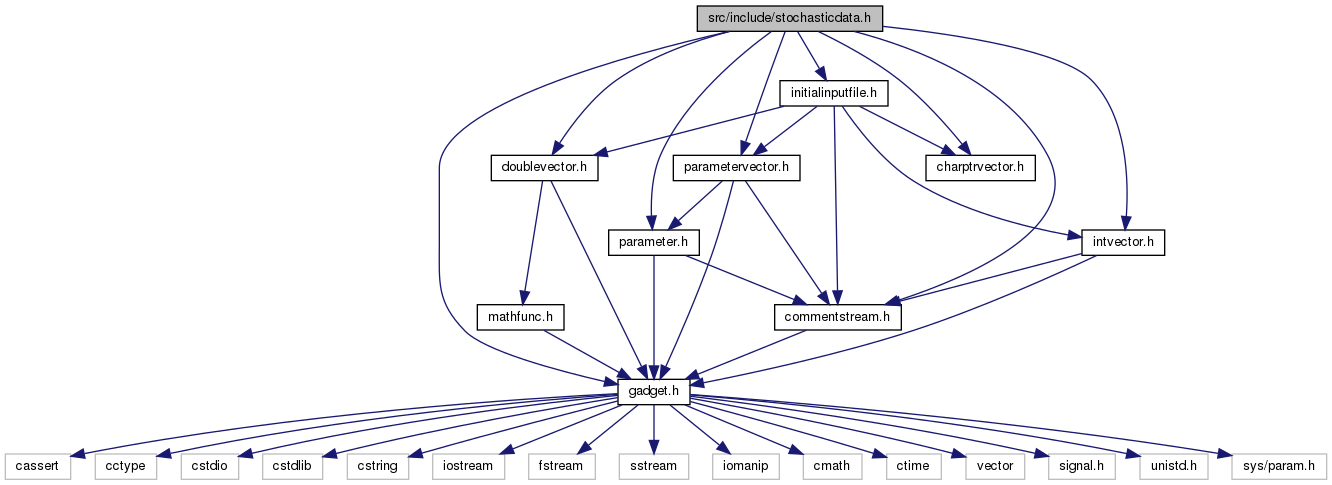 src/include/stochasticdata.h
initialinputfile.h
doublevector.h
parametervector.h
charptrvector.h
parameter.h
intvector.h
mathfunc.h
commentstream.h
gadget.h
cassert
cctype
cstdio
cstdlib
cstring
iostream
fstream
sstream
iomanip
cmath
ctime
vector
signal.h
unistd.h
sys/param.h